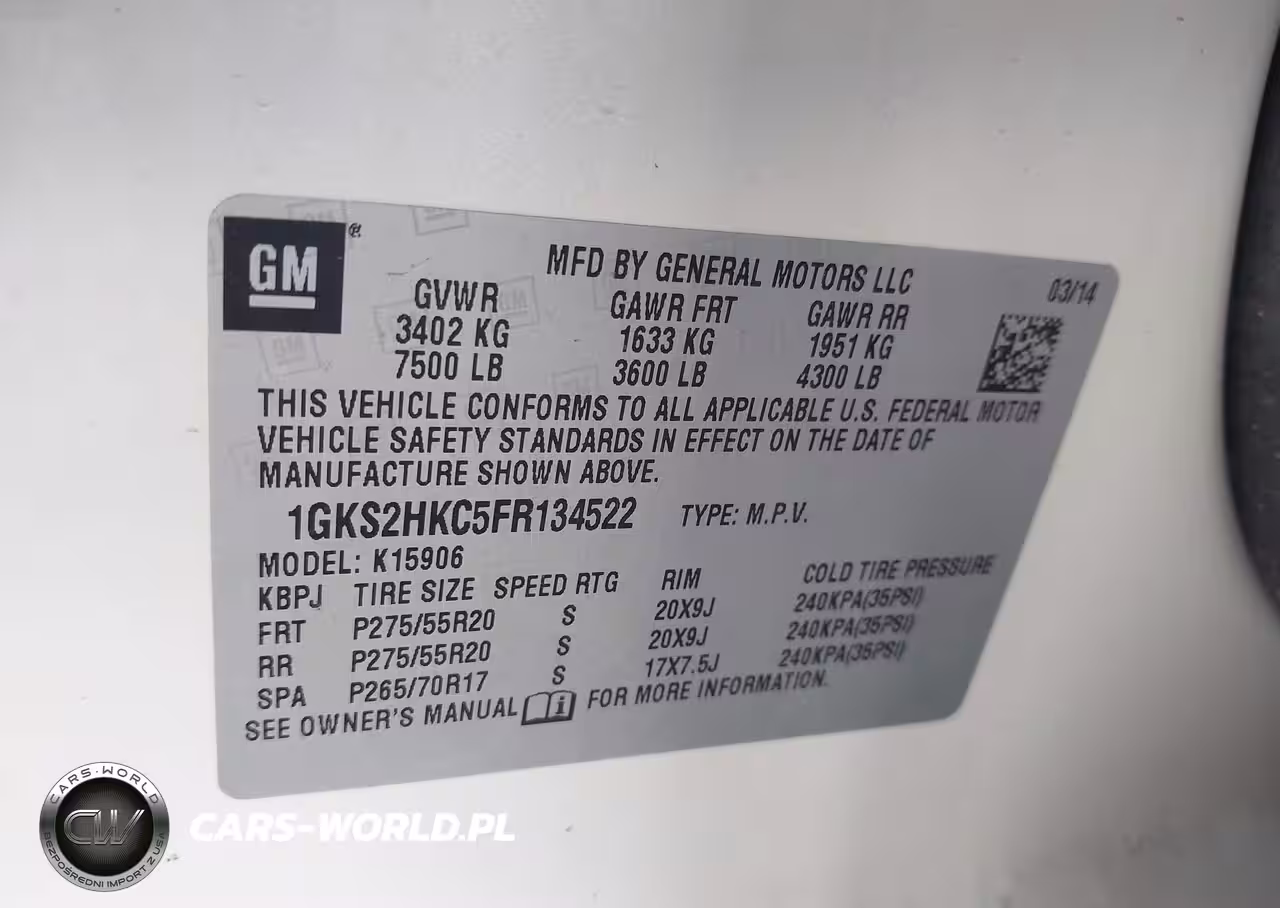 GM
MFD BY GENERAL MOTORS LLC
03/14
GVWR GAWR FRT GAWR RR
3402 KG 1633 KG 1951 KG
7500 LB 3600 LB 4300 LB
THIS VEHICLE CONFORMS TO ALL APPLICABLE U.S. FEDERAL MOTOR
VEHICLE SAFETY STANDARDS IN EFFECT ON THE DATE OF
MANUFACTURE SHOWN ABOVE.
1GKS2HKC5FR134522 TYPE: M.P.V.
MODEL: K15906
KBPJ TIRE SIZE SPEED RTG RIM COLD TIRE PRESSURE
FRT P275/55R20 S 20X9J 240KPA(35PSI)
RR P275/55R20 S 20X9J 240KPA(35PSI)
SPA P265/70R17 S 17X7.5J 240KPA(35PSI)
SEE OWNER'S MANUAL i FOR MORE INFORMATION.
CARS-WORLD
CW
BEZPOŚREDNI IMPORT Z USA
CARS-WORLD.PL